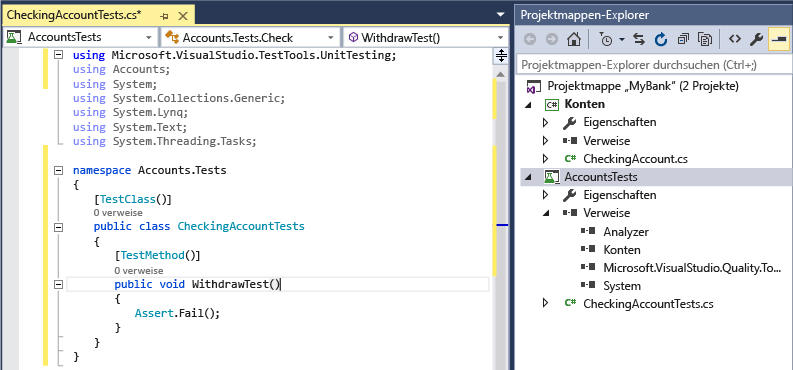 CheckingAccountTests.cs*
AccountsTests
Accounts.Tests.Check
WithdrawTest()
using Microsoft.VisualStudio.TestTools.UnitTesting;
using Accounts;
using System;
using System.Collections.Generic;
using System.Lynq;
using System.Text;
using System.Threading.Tasks;
namespace Accounts.Tests
{
[TestClass()]
0 verweise
public class CheckingAccountTests
{
[TestMethod()]
0 verweise
public void WithdrawTest()
{
Assert.Fail();
}
}
}
Projektmappen-Explorer
Projektmappen-Explorer durchsuchen (Ctrl+;)
Projektmappe „MyBank“ (2 Projekte)
C# Konten
Eigenschaften
Verweise
C# CheckingAccount.cs
AccountsTests
Eigenschaften
Verweise
Analyzer
Konten
Microsoft.VisualStudio.Quality.To...
System
C# CheckingAccountTests.cs